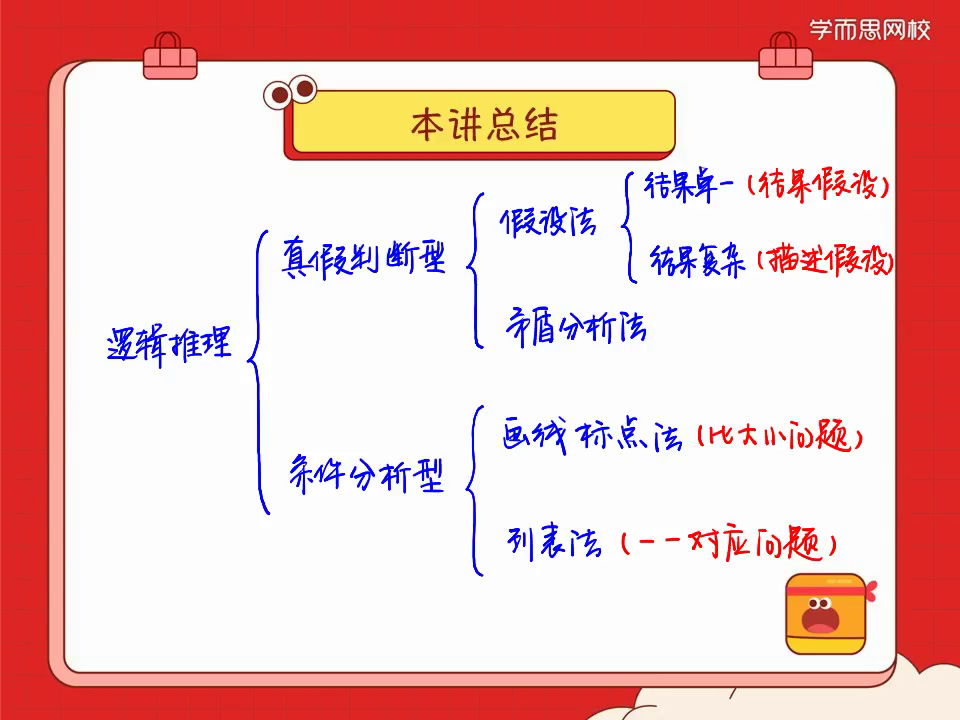 学而思网校
本讲总结
结果单一（结果假设）
假设法
真假判断型
结果复杂（描述假设）
矛盾分析法
逻辑推理
画线标点法（比大小问题）
条件分析型
列表法（一一对应问题）